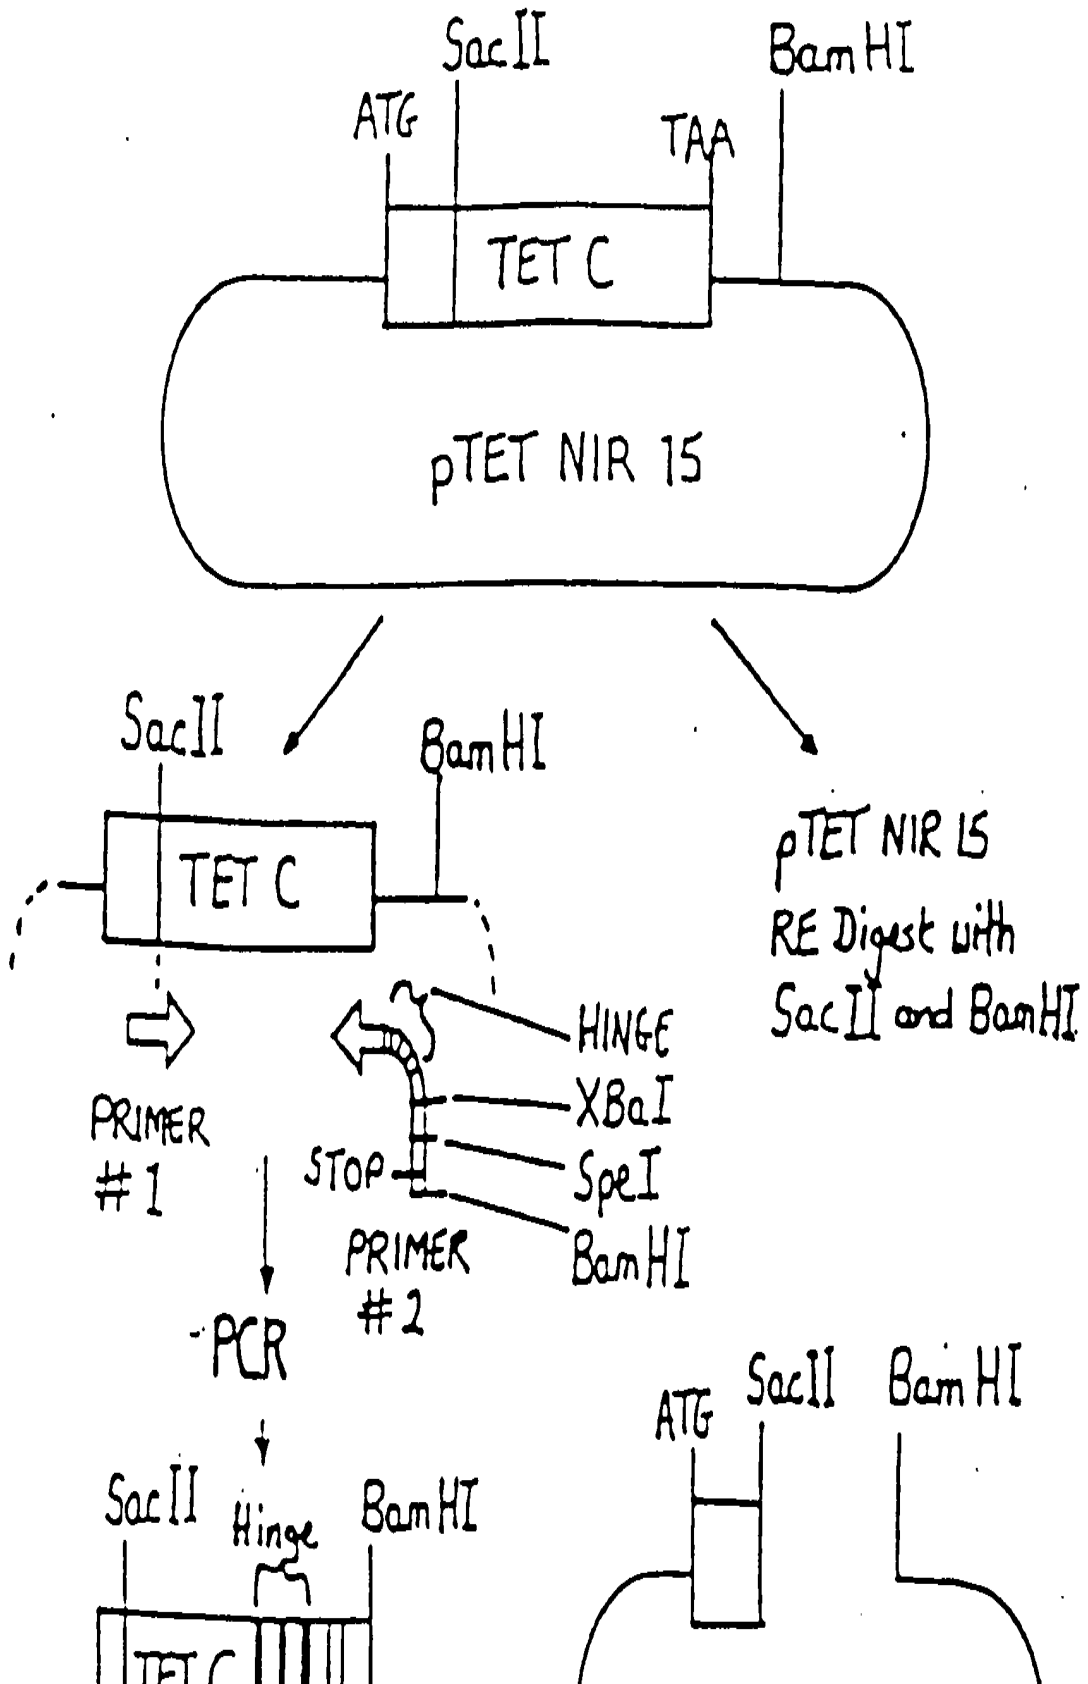 SacII
BamHI
ATG
TAA
TET C
pTET NIR 15
SacII
BamHI
TET C
pTET NIR 15
RE Digest with
SacII and BamHI
HINGE
XBaI
SpeI
BamHI
STOP
PRIMER
#1
PRIMER
#2
PCR
SacII
Hinge
BamHI
TET C
ATG
SacII
BamHI